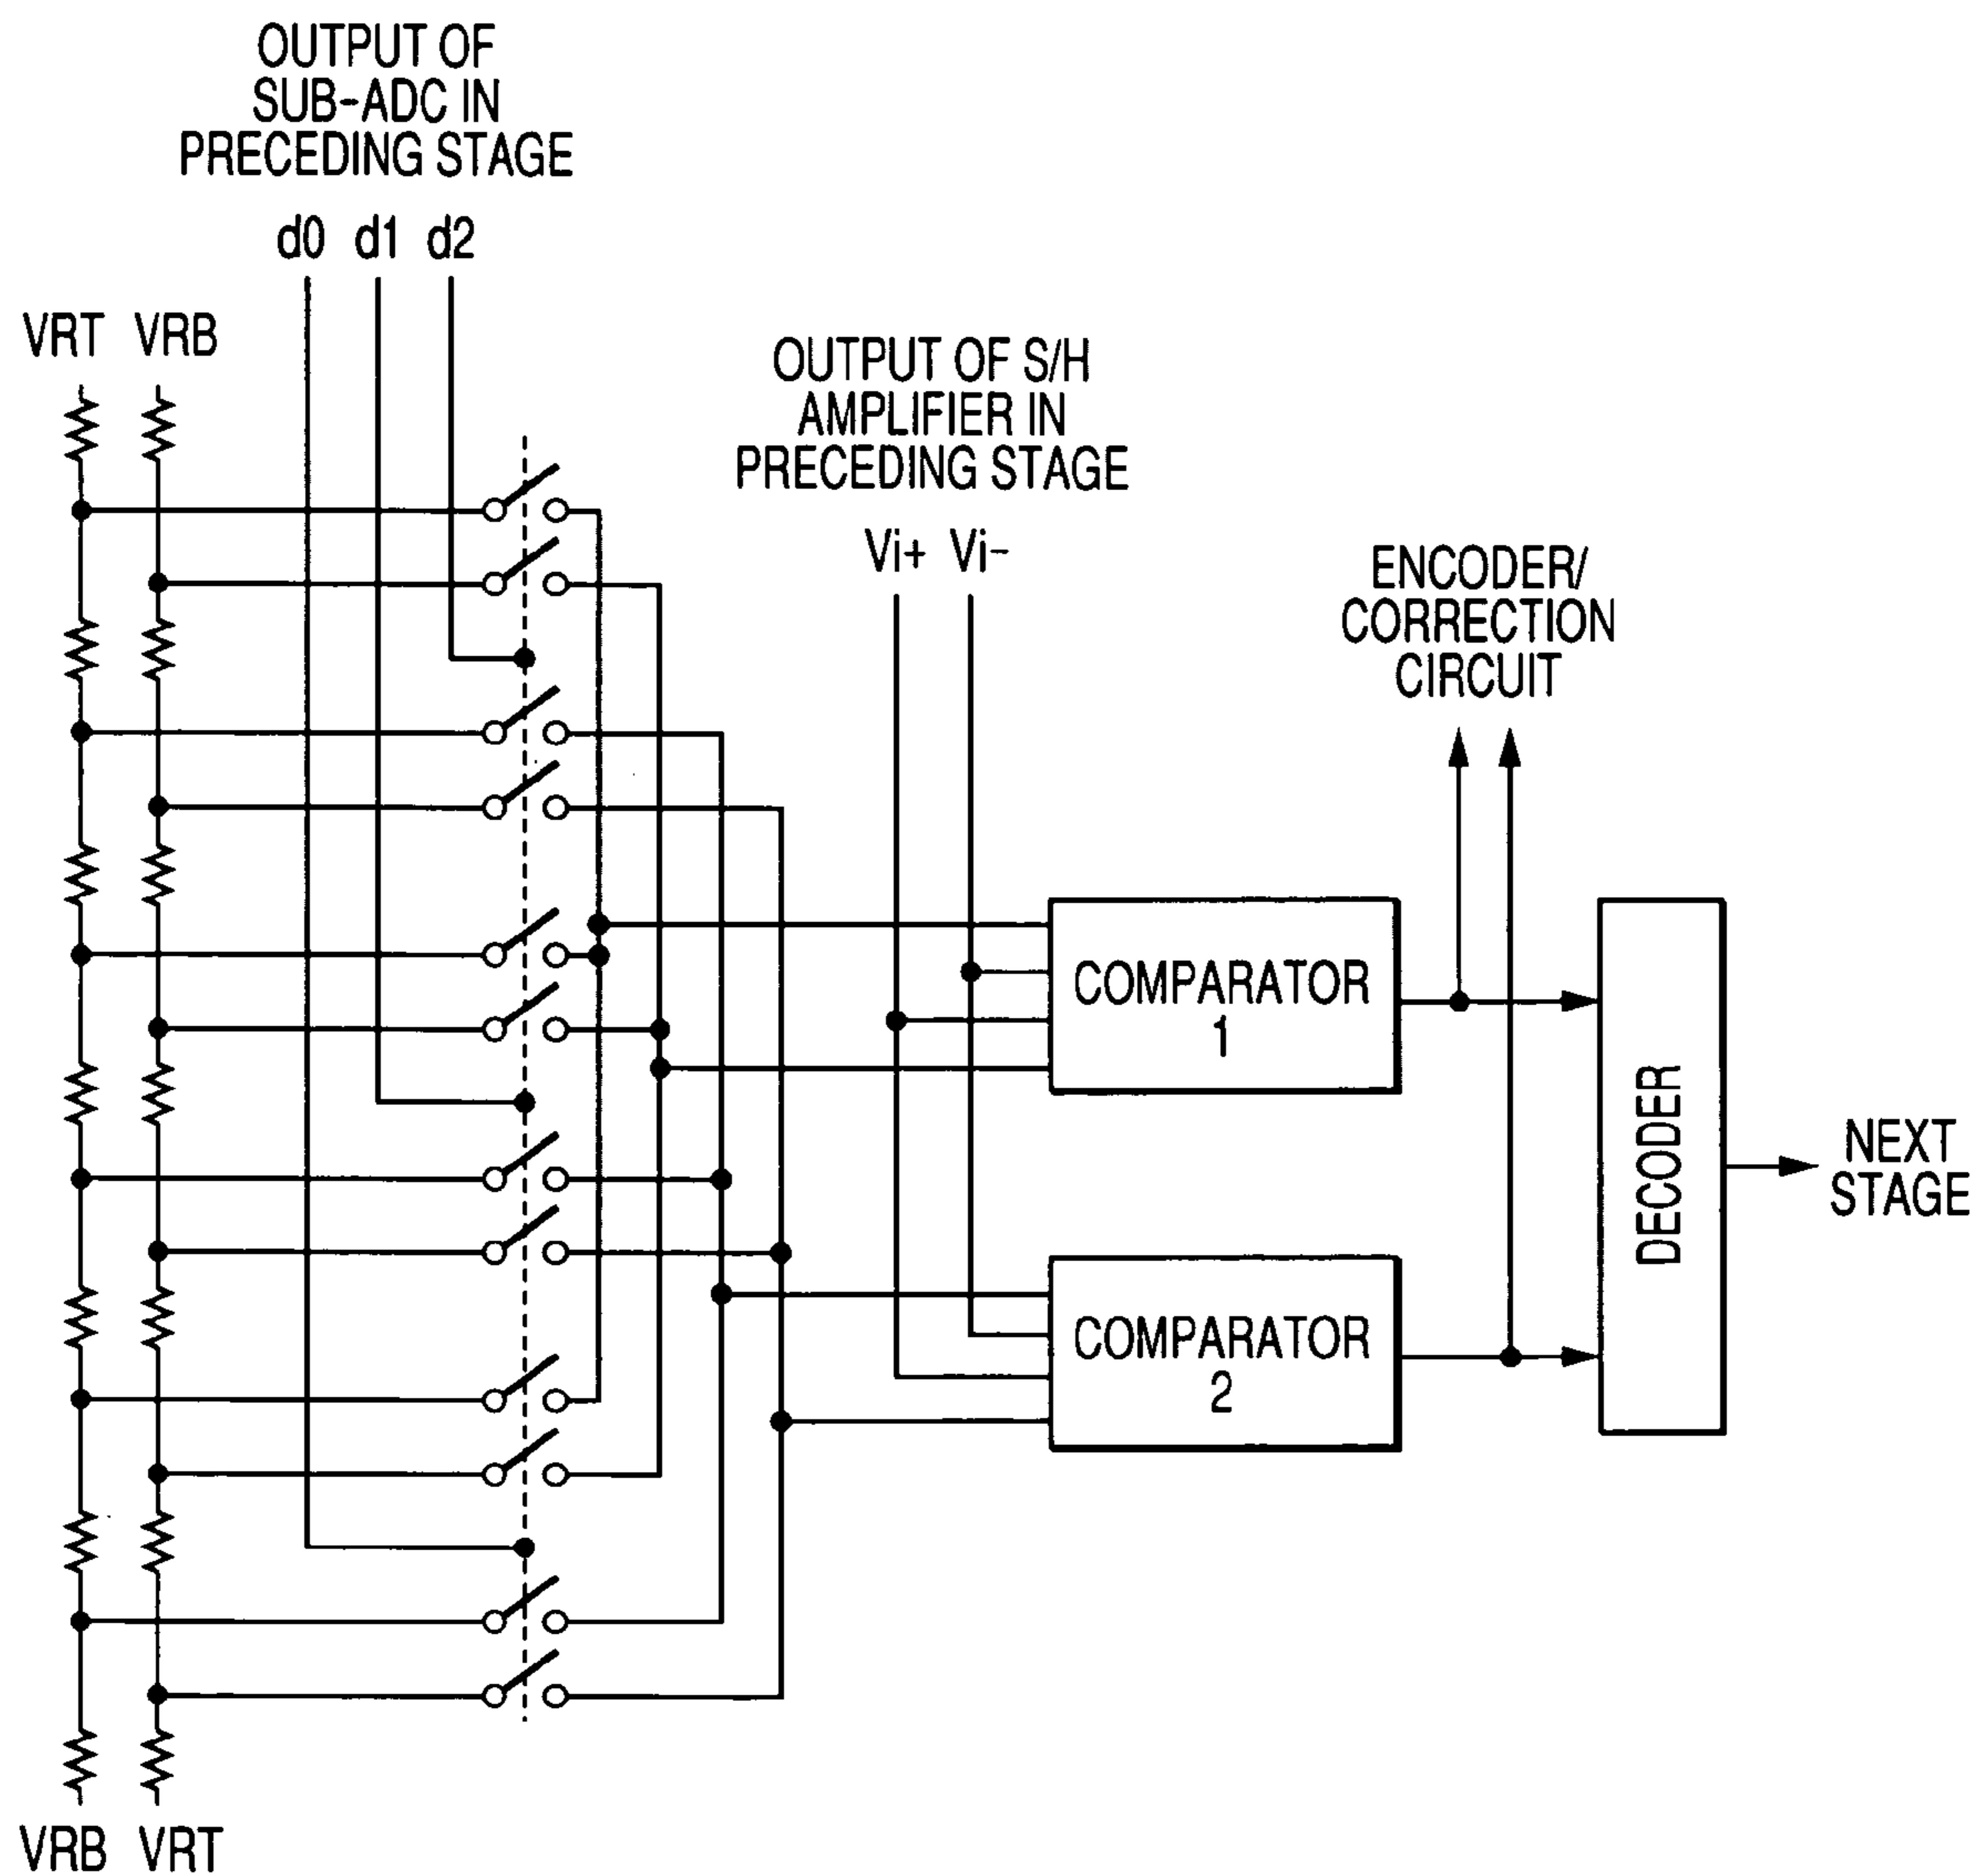 OUTPUT OF
SUB-ADC IN
PRECEDING STAGE
d0 d1 d2
VRT VRB
OUTPUT OF S/H
AMPLIFIER IN
PRECEDING STAGE
Vi+ Vi-
ENCODER/
CORRECTION
CIRCUIT
COMPARATOR
1
COMPARATOR
2
DECODER
NEXT
STAGE
VRB VRT